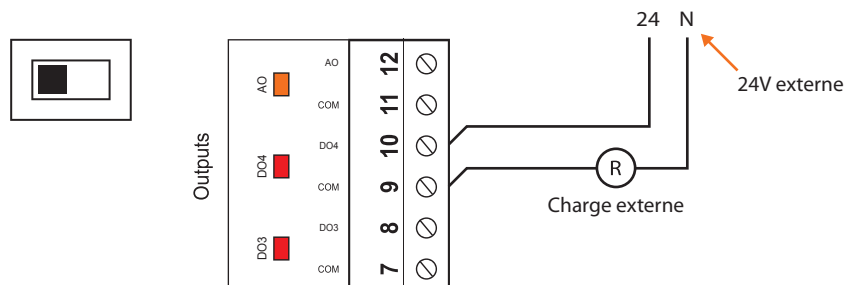 24 N
24V externe
Outputs
AO
AO
12
COM
11
DO4
DO4
10
COM
9
R
Charge externe
DO3
DO3
8
COM
7